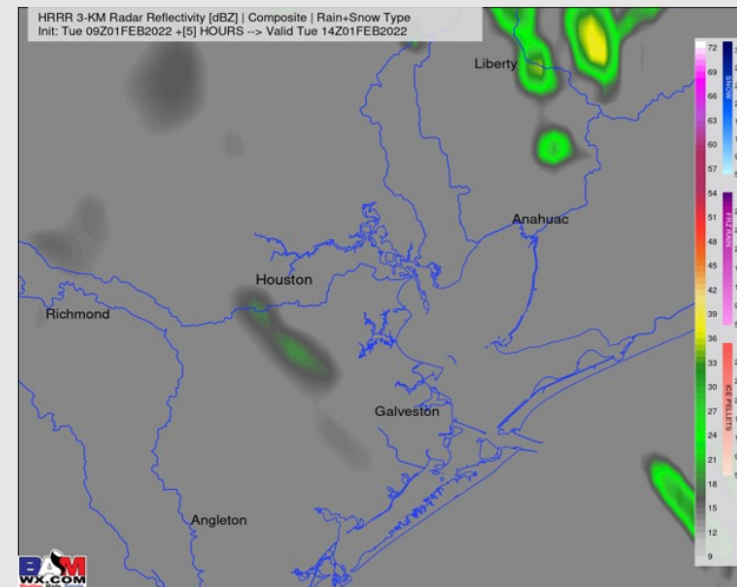 HRRR 3-KM Radar Reflectivity [dBZ] | Composite | Rain+Snow Type
Init: Tue 09Z01FEB2022 +[5] HOURS --> Valid Tue 14Z01FEB2022
Liberty
Anahuac
Houston
Richmond
Galveston
Angleton
72
69
66
63
60
57
54
51
48
45
42
39
36
33
30
27
24
21
18
15
12
9
SNOW
FRZ RAIN
ICE PELLETS
BAM
WX.COM